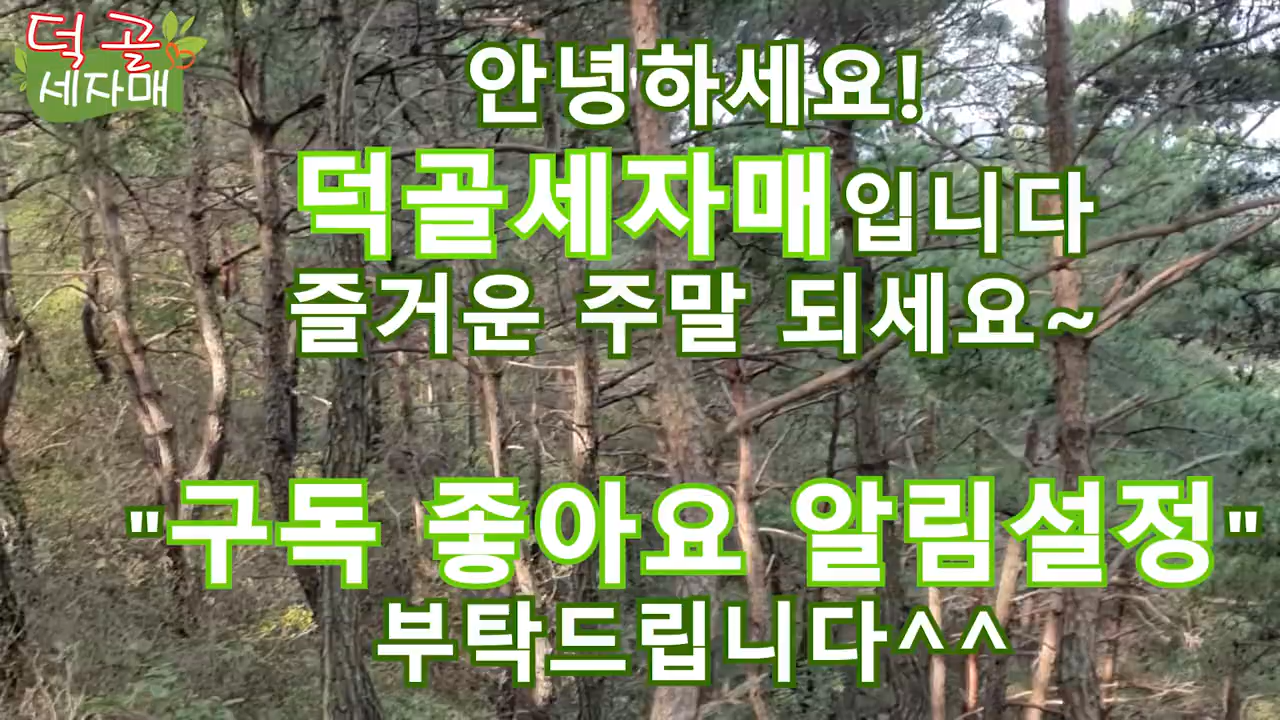 덕골
세자매
안녕하세요!
덕골세자매입니다
즐거운 주말 되세요~
"구독 좋아요 알림설정"
부탁드립니다^^